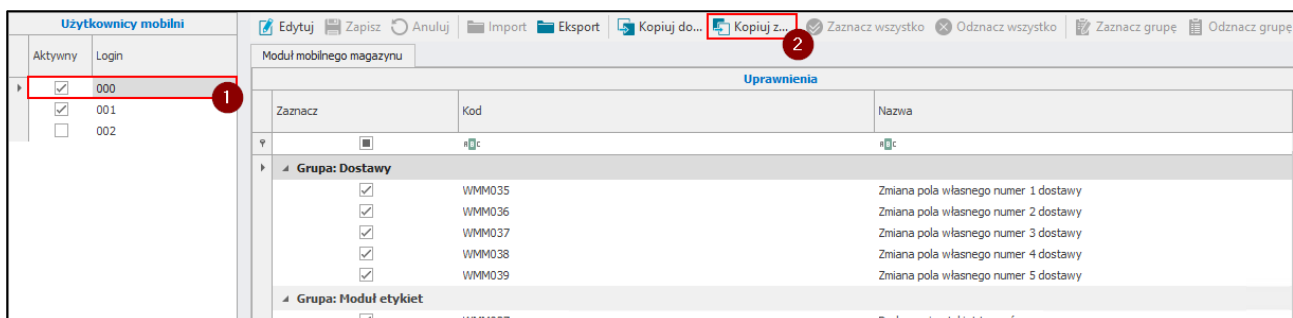 Użytkownicy mobilni
Edytuj Zapisz Anuluj Import Eksport Kopiuj do... Kopiuj z... Zaznacz wszystko Odznacz wszystko Zaznacz grupę Odznacz grupę
2
Aktywny Login
000
1
001
002
Moduł mobilnego magazynu
Uprawnienia
Zaznacz Kod Nazwa
Grupa: Dostawy
WMM035 Zmiana pola własnego numer 1 dostawy
WMM036 Zmiana pola własnego numer 2 dostawy
WMM037 Zmiana pola własnego numer 3 dostawy
WMM038 Zmiana pola własnego numer 4 dostawy
WMM039 Zmiana pola własnego numer 5 dostawy
Grupa: Moduł etykiet